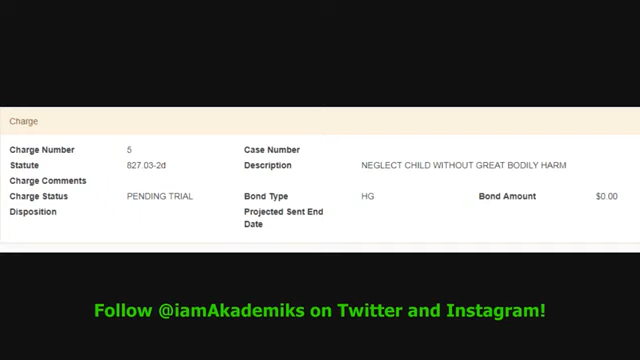 Charge
Charge Number 5 Case Number
Statute 827.03-2d Description NEGLECT CHILD WITHOUT GREAT BODILY HARM
Charge Comments
Charge Status PENDING TRIAL Bond Type HG Bond Amount $0.00
Disposition Projected Sent End
Date
Follow @iamAkademiks on Twitter and Instagram!